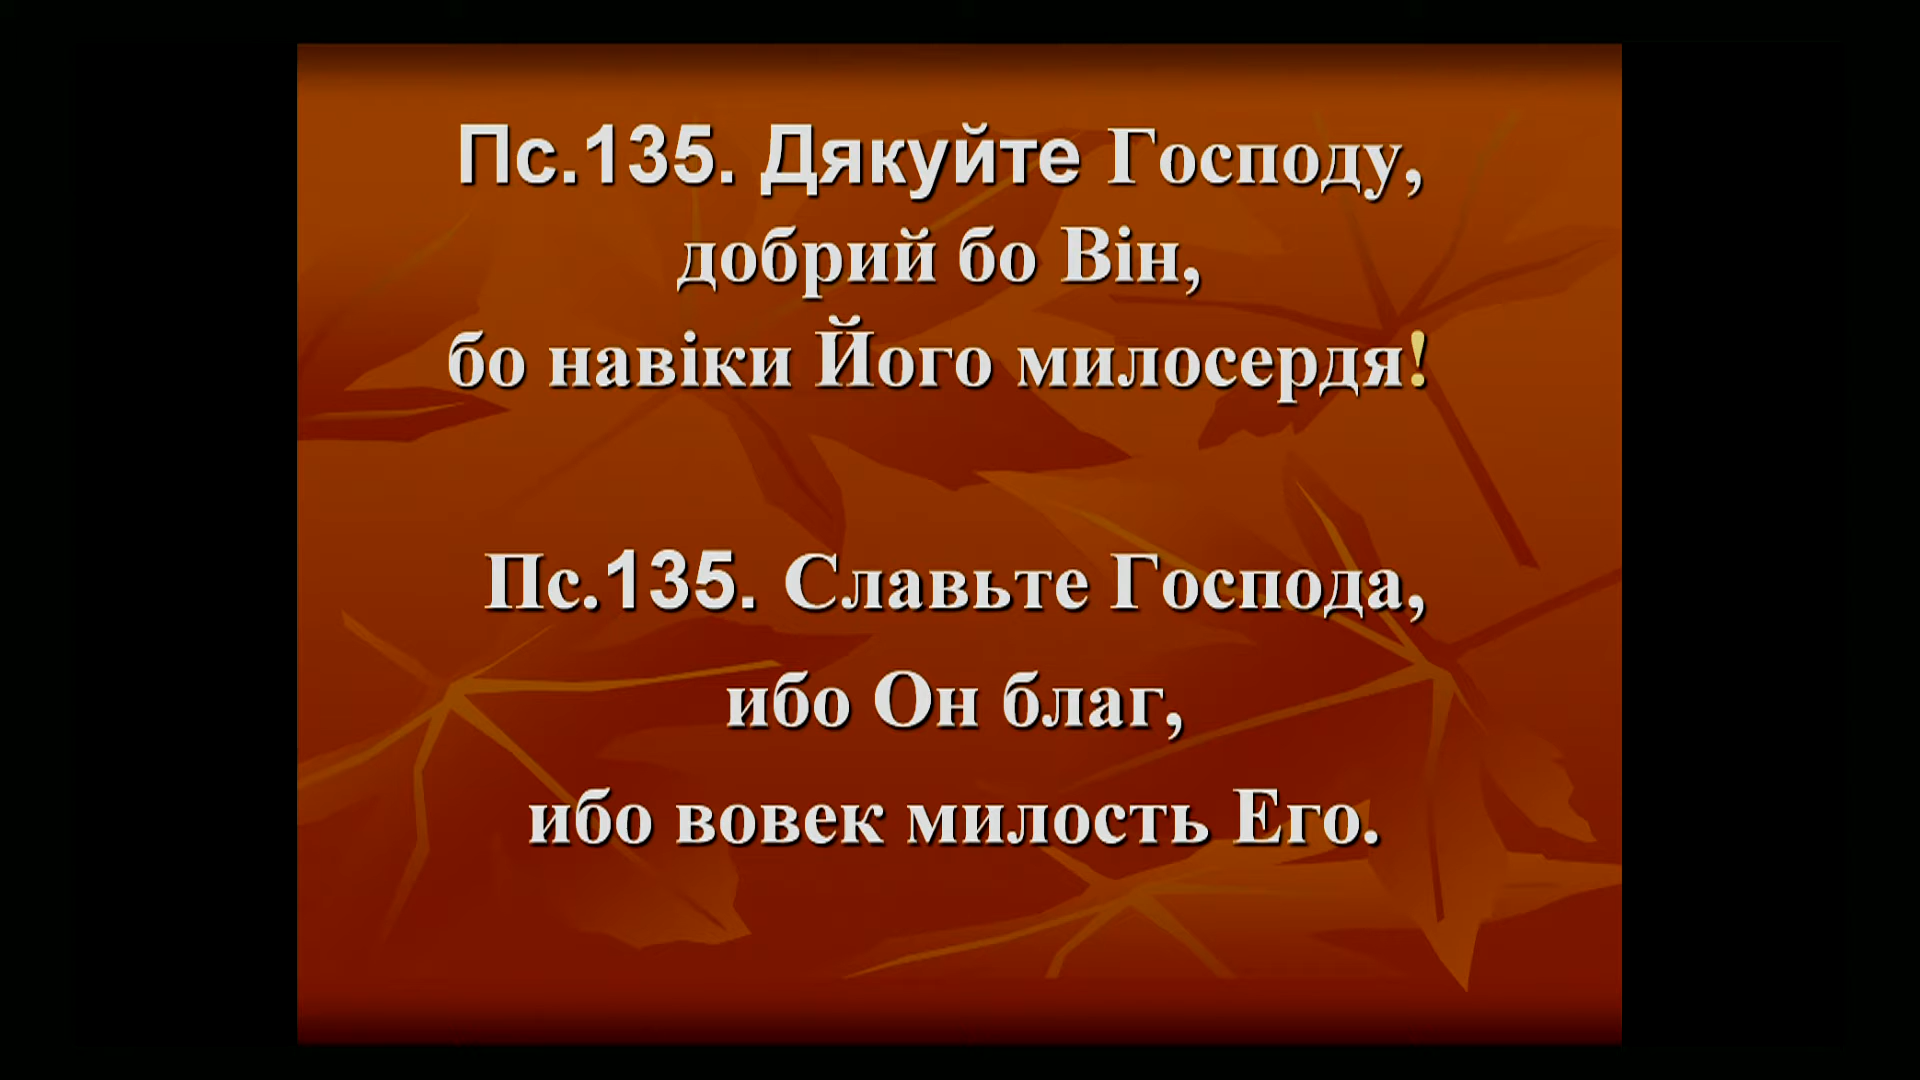 Пс.135. Дякуйте Господу,
добрий бо Він,
бо навіки Його милосердя!
Пс.135. Славьте Господа,
ибо Он благ,
ибо вовек милость Его.